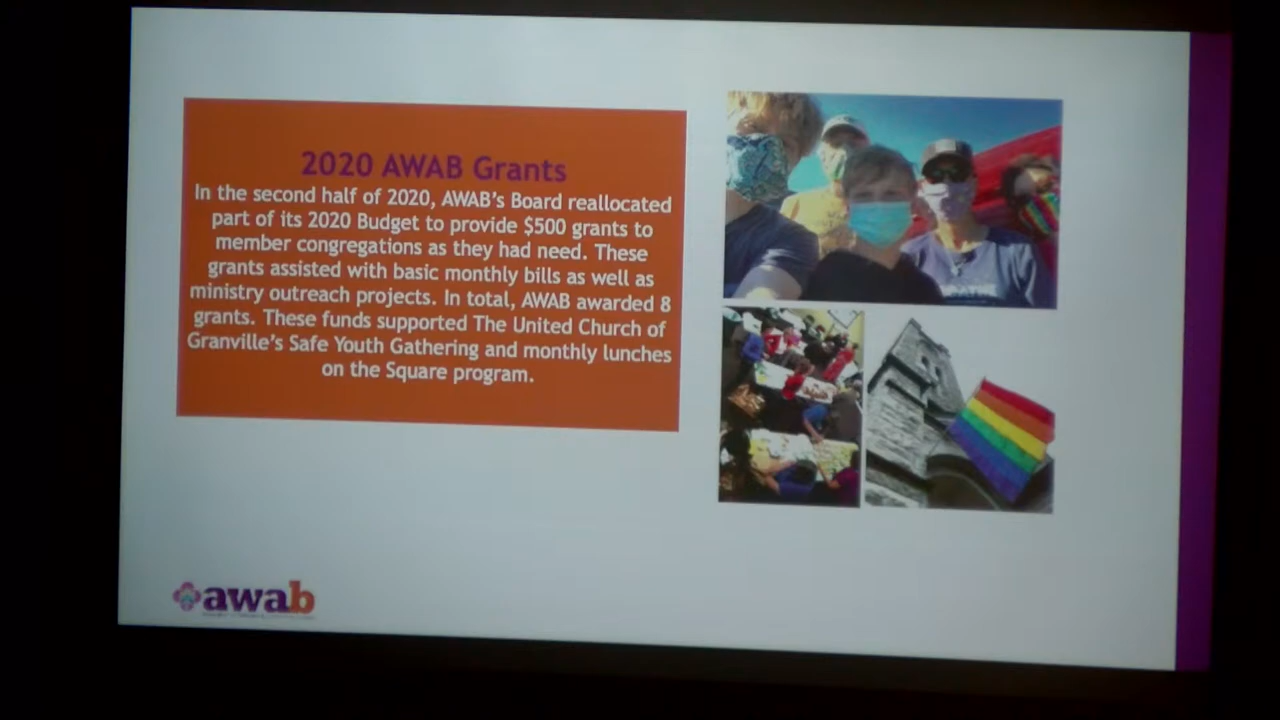 2020 AWAB Grants
In the second half of 2020, AWAB's Board reallocated
part of its 2020 Budget to provide $500 grants to
member congregations as they had need. These
grants assisted with basic monthly bills as well as
ministry outreach projects. In total, AWAB awarded 8
grants. These funds supported The United Church of
Granville's Safe Youth Gathering and monthly lunches
on the Square program.
awab